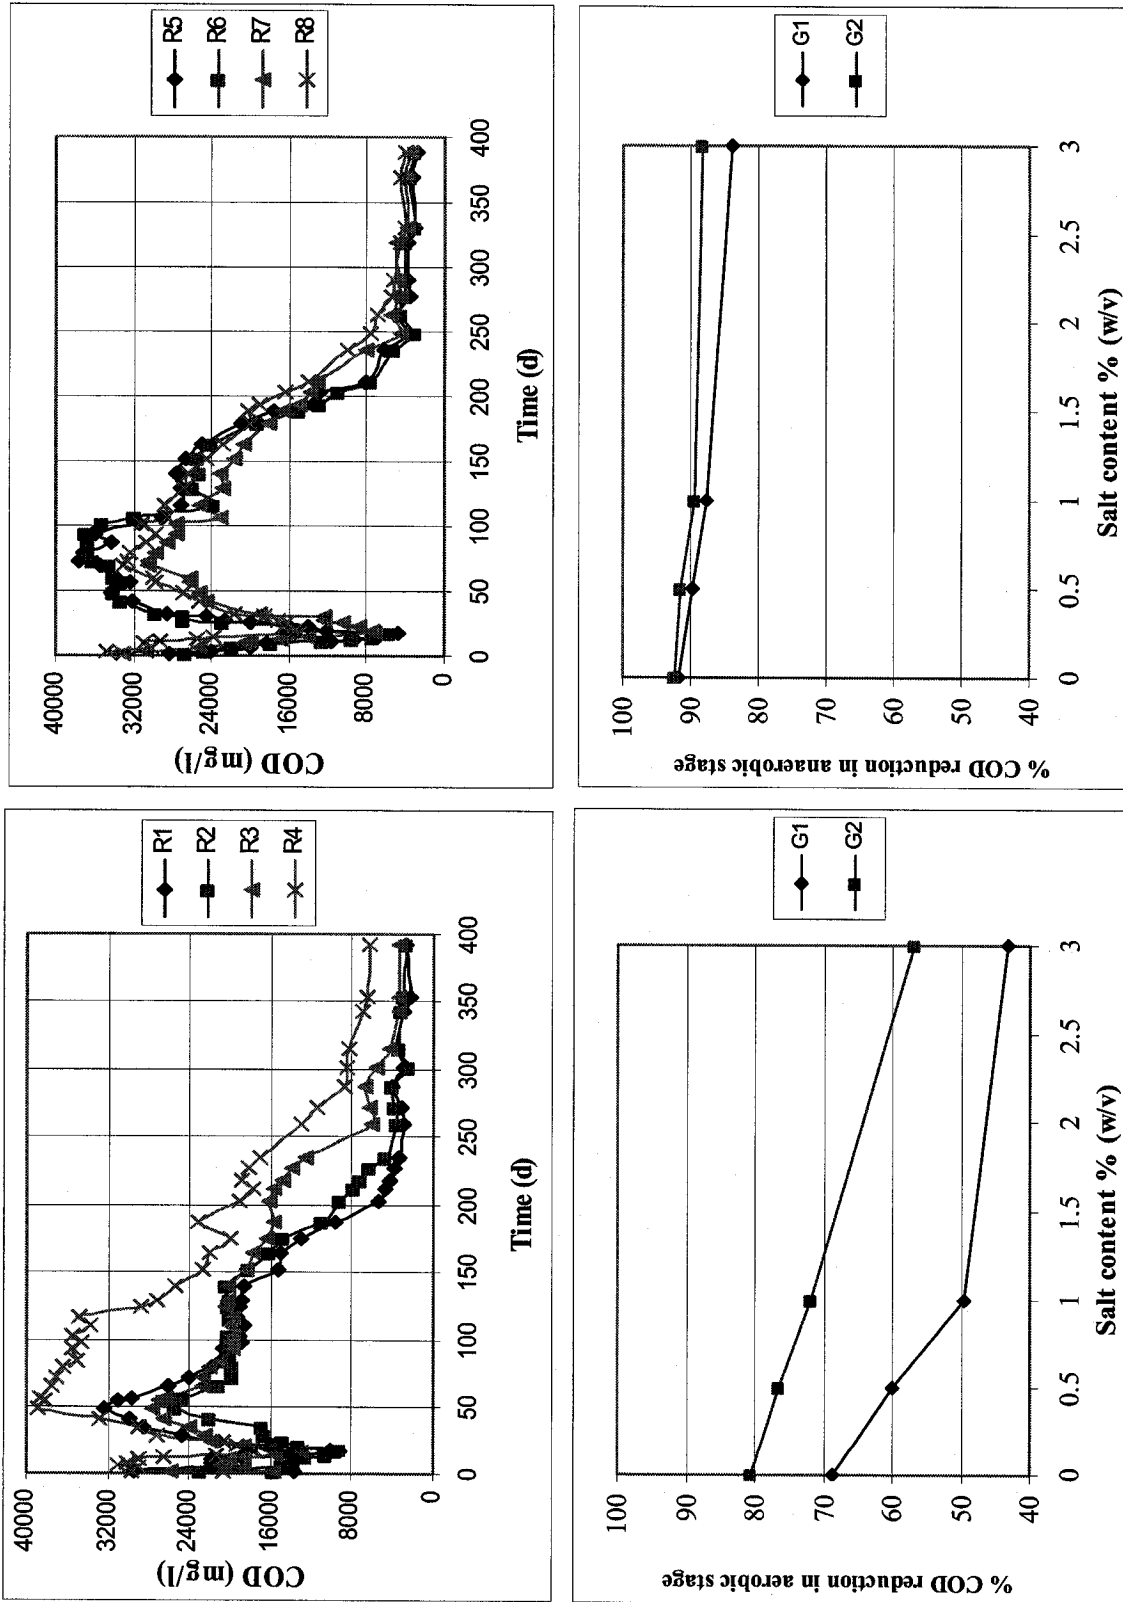 40000
32000
24000
16000
8000
0
COD (mg/l)
0
50
100
150
200
250
300
350
400
Time (d)
R1
R2
R3
R4
40000
32000
24000
16000
8000
0
COD (mg/l)
0
50
100
150
200
250
300
350
400
Time (d)
R5
R6
R7
R8
100
90
80
70
60
50
40
% COD reduction in aerobic stage
0
0.5
1
1.5
2
2.5
3
Salt content % (w/v)
G1
G2
100
90
80
70
60
50
40
% COD reduction in anaerobic stage
0
0.5
1
1.5
2
2.5
3
Salt content % (w/v)
G1
G2